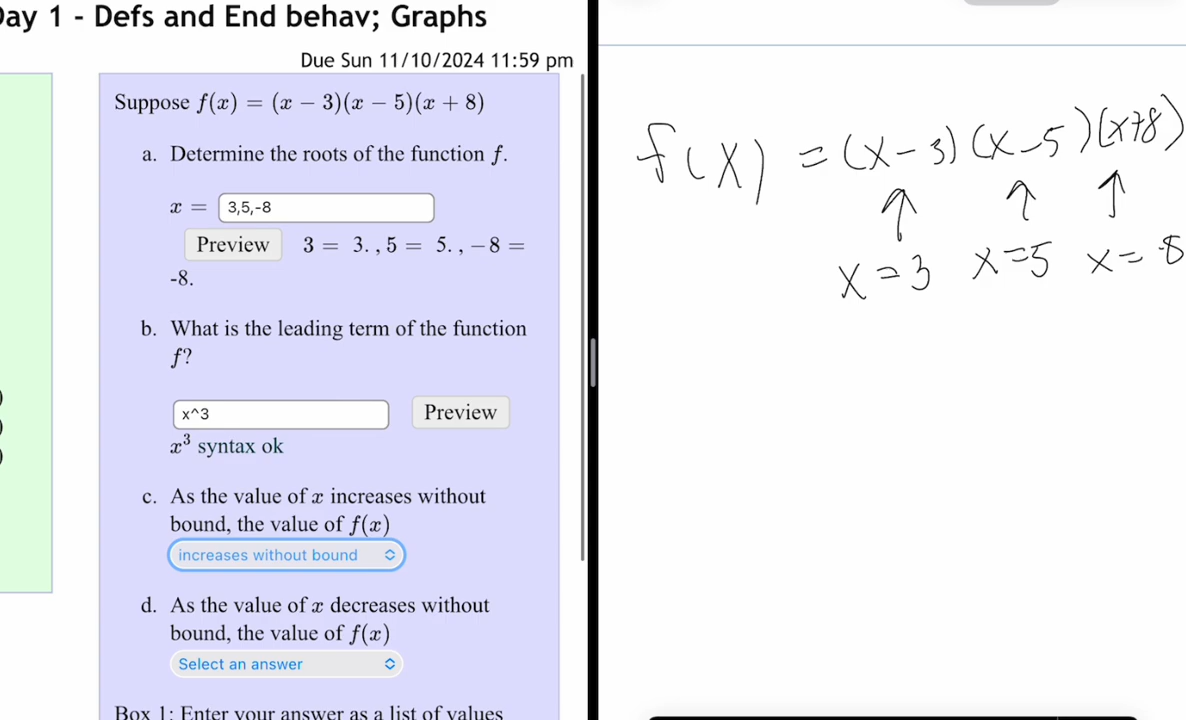 Day 1 - Defs and End behav; Graphs
Due Sun 11/10/2024 11:59 pm
Suppose f(x) = (x − 3)(x − 5)(x + 8)
a. Determine the roots of the function f.
x = 3,5,-8
Preview 3 = 3. , 5 = 5. , −8 =
-8.
b. What is the leading term of the function
f?
x^3 Preview
x³ syntax ok
c. As the value of x increases without
bound, the value of f(x)
increases without bound
d. As the value of x decreases without
bound, the value of f(x)
Select an answer
Box 1: Enter your answer as a list of values
f(x) = (x-3)(x-5)(x+8)
x=3 x=5 x=-8